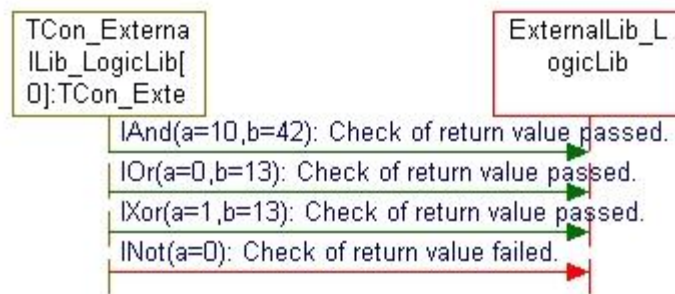 TCon_Externa
lLib_LogicLib[
0]:TCon_Exte
ExternalLib_L
ogicLib
lAnd(a=10,b=42): Check of return value passed.
lOr(a=0,b=13): Check of return value passed.
lXor(a=1,b=13): Check of return value passed.
lNot(a=0): Check of return value failed.